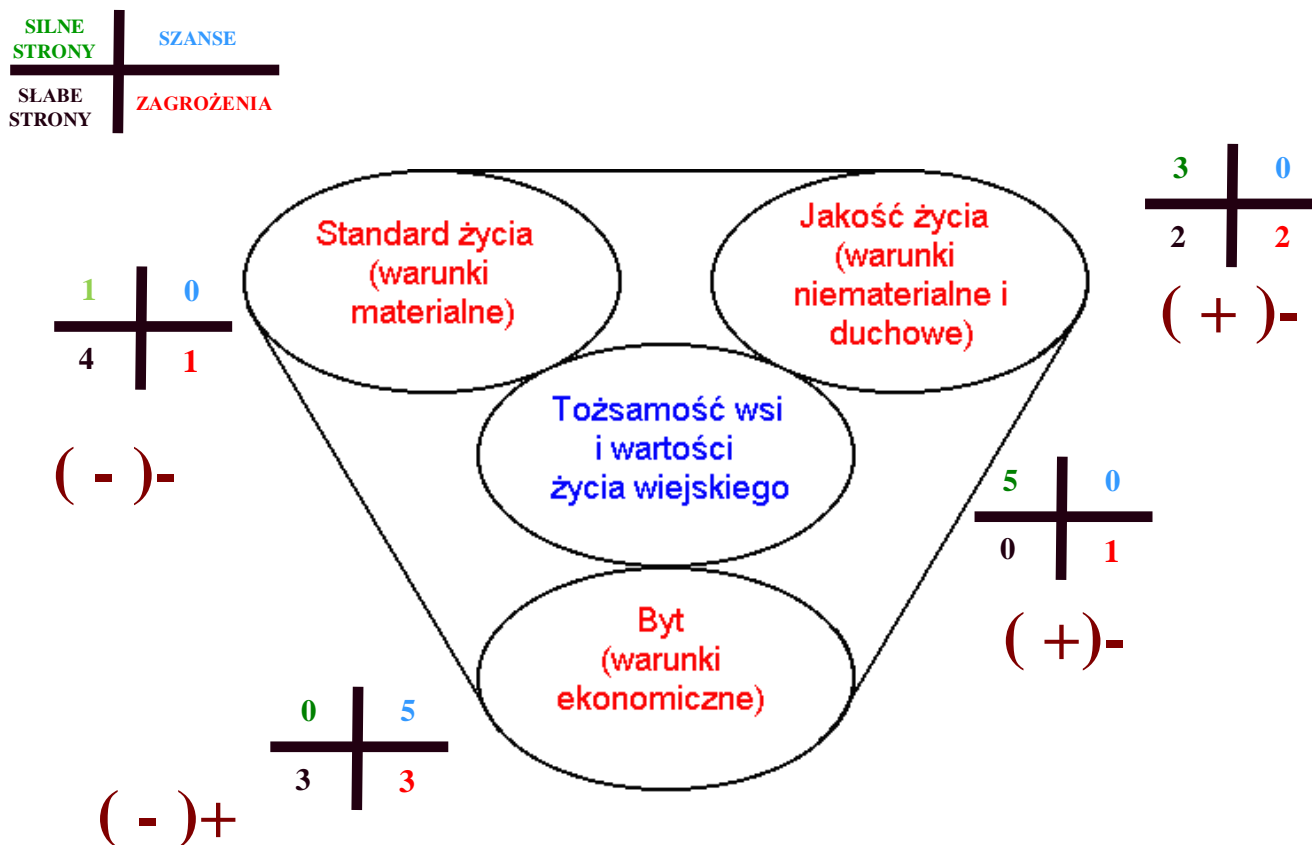 SILNE
STRONY
SZANSE
SŁABE
STRONY
ZAGROŻENIA
Standard życia
(warunki
materialne)
Jakość życia
(warunki
niematerialne i
duchowe)
3 0
2 2
( + )-
1 0
4 1
( - )-
Tożsamość wsi
i wartości
życia wiejskiego
5 0
0 1
( +)-
Byt
(warunki
ekonomiczne)
0 5
3 3
( - )+